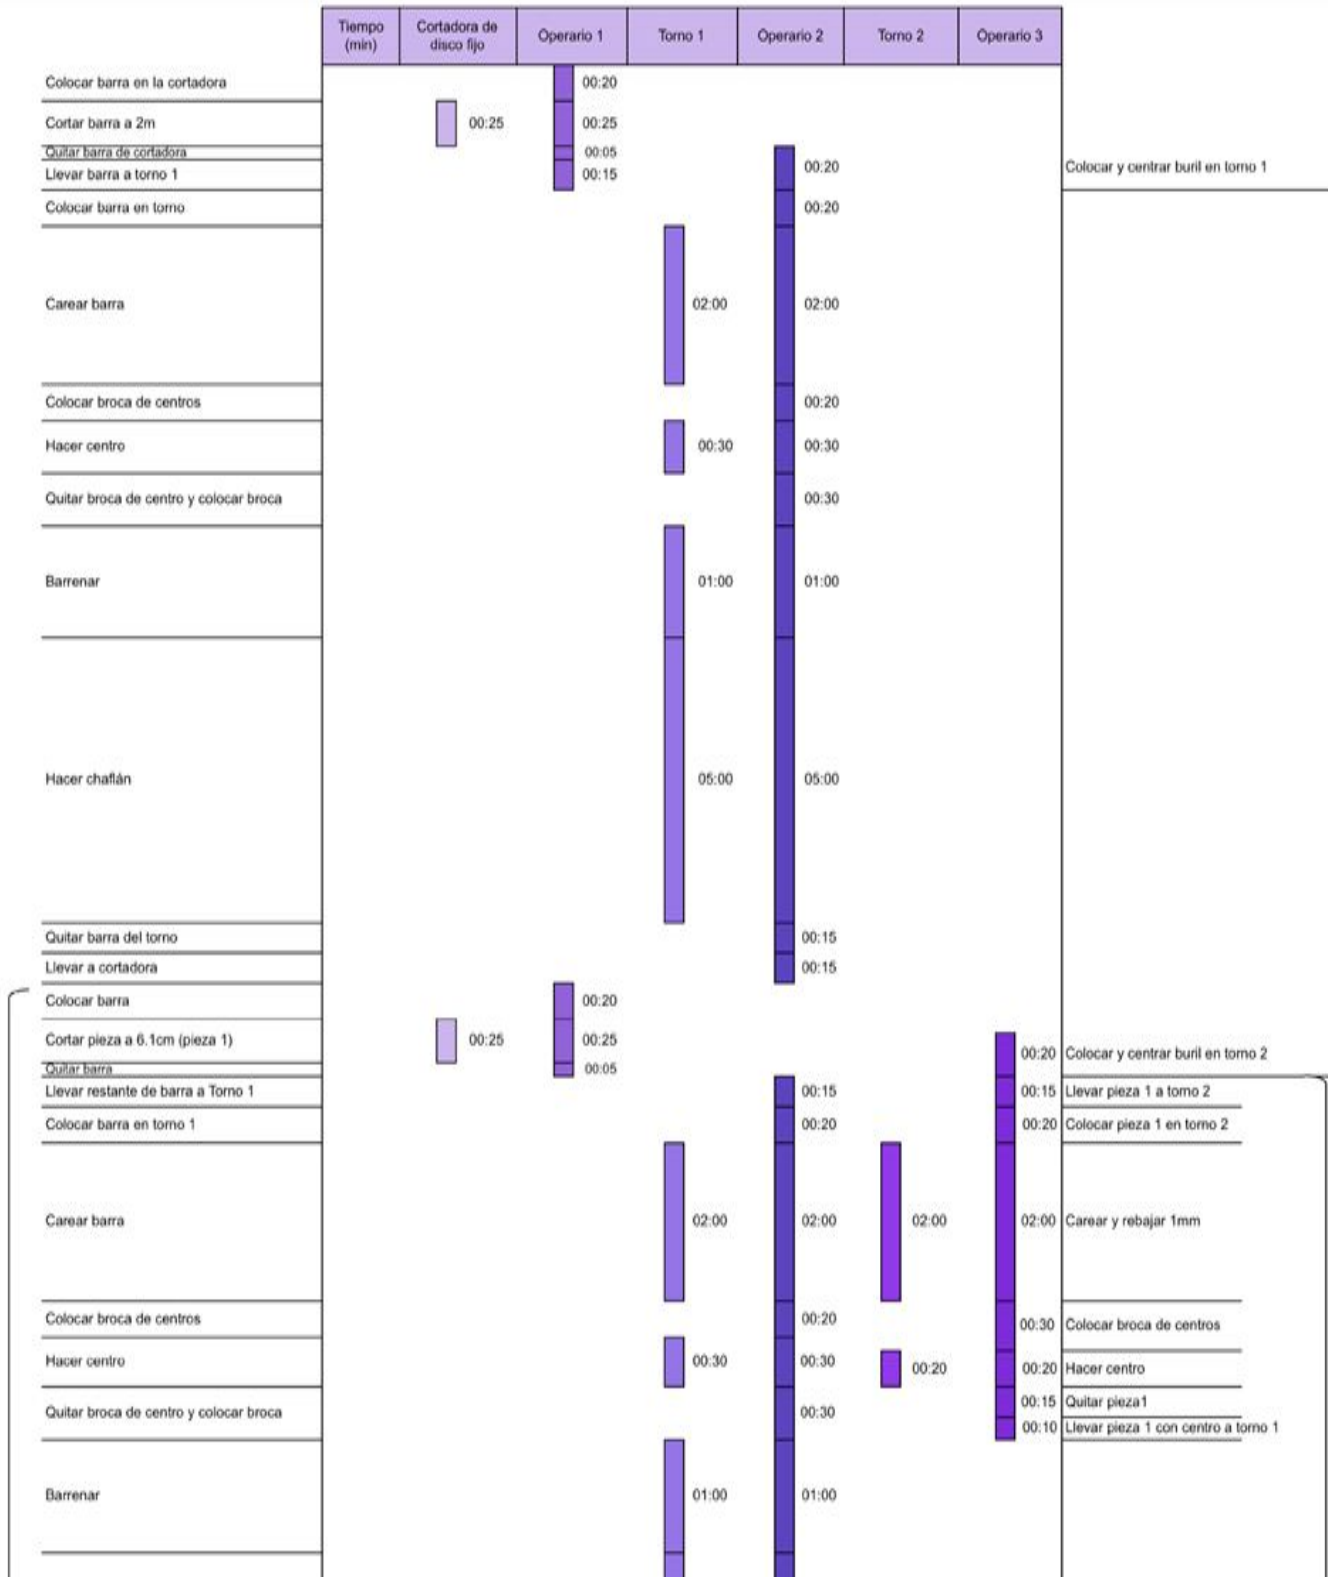 Tiempo (min) Cortadora de disco fijo Operario 1 Torno 1 Operario 2 Torno 2 Operario 3
Colocar barra en la cortadora 00:20
Cortar barra a 2m 00:25 00:25
Quitar barra de cortadora 00:05
Llevar barra a torno 1 00:15 00:20 Colocar y centrar buril en torno 1
Colocar barra en torno 00:20
Carear barra 02:00 02:00
Colocar broca de centros 00:20
Hacer centro 00:30 00:30
Quitar broca de centro y colocar broca 00:30
Barrenar 01:00 01:00
Hacer chaflán 05:00 05:00
Quitar barra del torno 00:15
Llevar a cortadora 00:15
Colocar barra 00:20
Cortar pieza a 6.1cm (pieza 1) 00:25 00:25 00:20 Colocar y centrar buril en torno 2
Quitar barra 00:05
Llevar restante de barra a Torno 1 00:15 00:15 Llevar pieza 1 a torno 2
Colocar barra en torno 1 00:20 00:20 Colocar pieza 1 en torno 2
Carear barra 02:00 02:00 02:00 02:00 Carear y rebajar 1mm
Colocar broca de centros 00:20 00:30 Colocar broca de centros
Hacer centro 00:30 00:30 00:20 00:20 Hacer centro
Quitar broca de centro y colocar broca 00:30 00:15 Quitar pieza1
00:10 Llevar pieza 1 con centro a torno 1
Barrenar 01:00 01:00